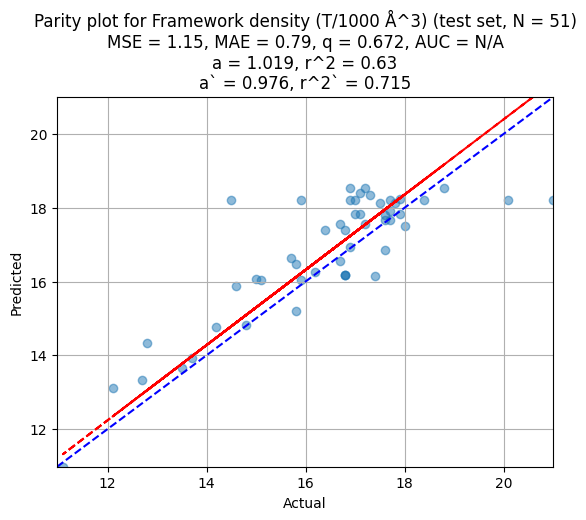 Parity plot for Framework density (T/1000 Å^3) (test set, N = 51)
MSE = 1.15, MAE = 0.79, q = 0.672, AUC = N/A
a = 1.019, r^2 = 0.63
a` = 0.976, r^2` = 0.715
20
18
16
14
12
Predicted
12 14 16 18 20
Actual